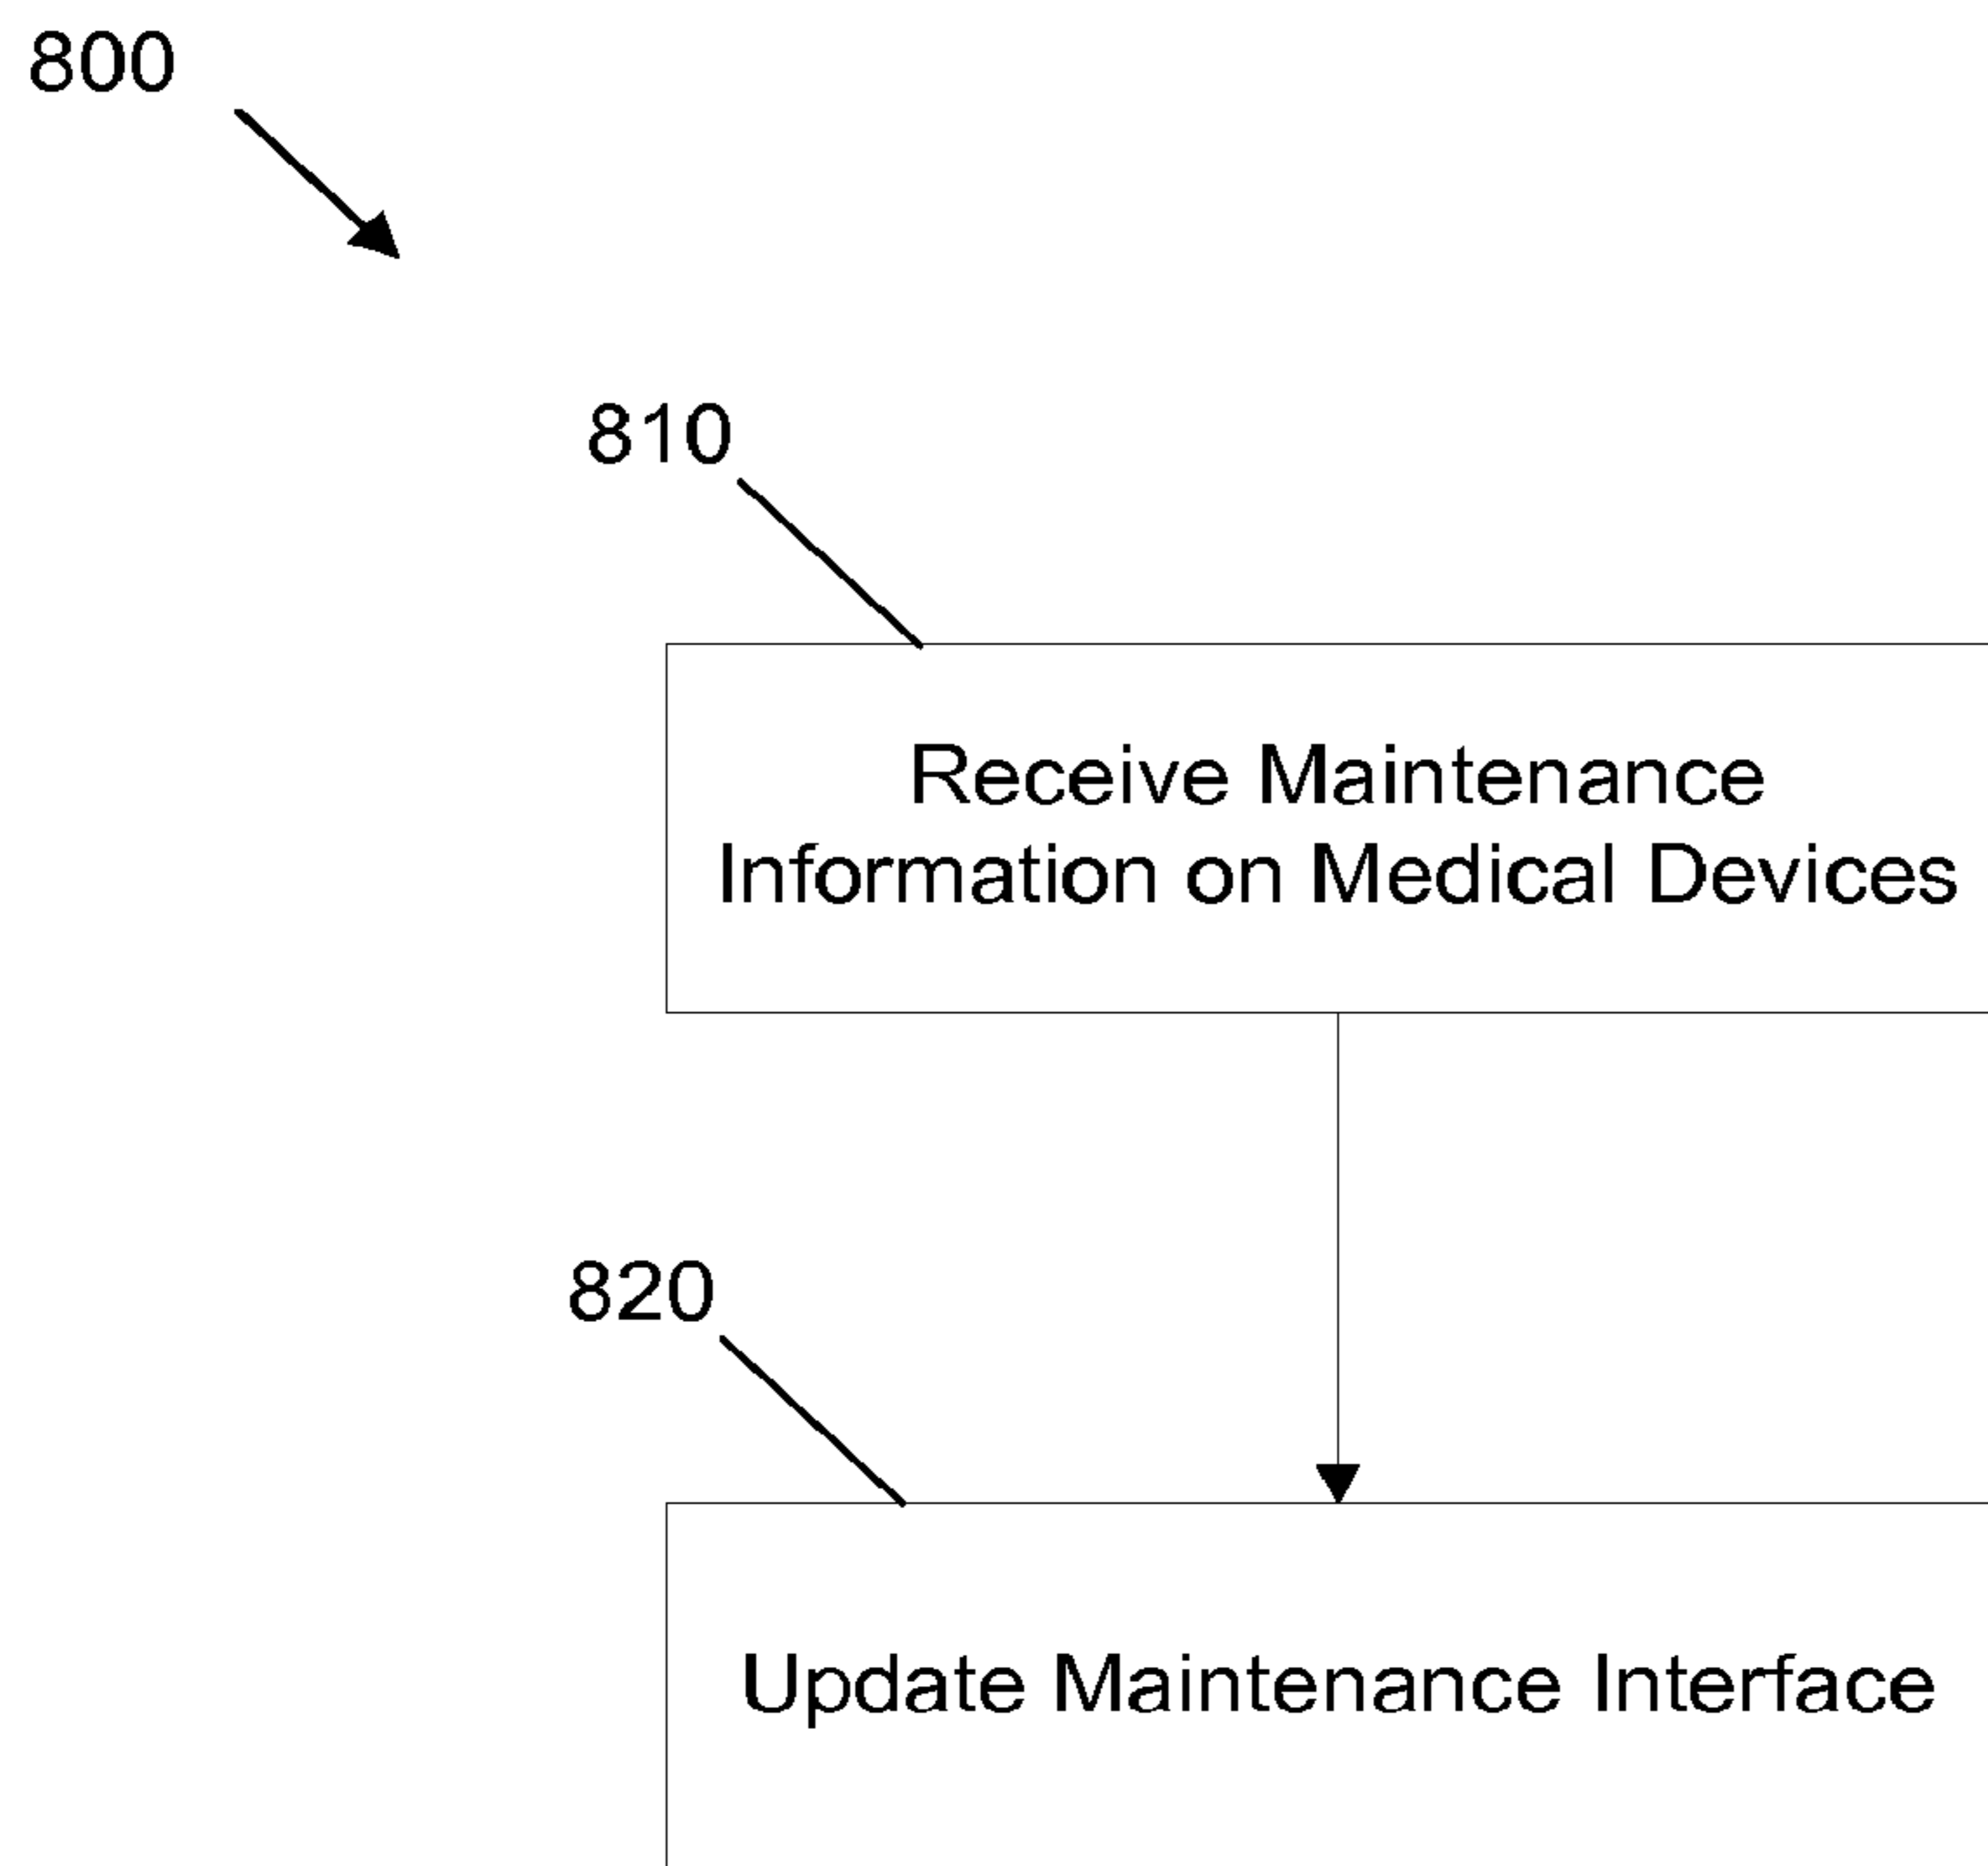 800
810
Receive Maintenance
Information on Medical Devices
820
Update Maintenance Interface